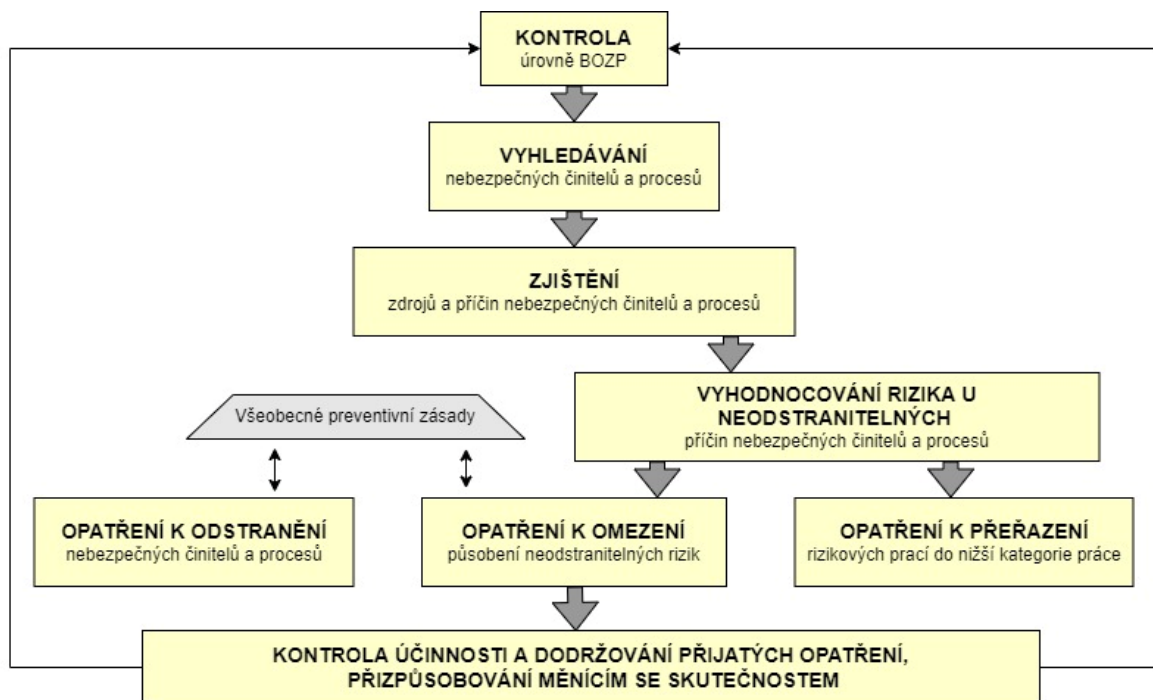 KONTROLA
úrovně BOZP
VYHLEDÁVÁNÍ
nebezpečných činitelů a procesů
ZJIŠTĚNÍ
zdrojů a příčin nebezpečných činitelů a procesů
VYHODNOCOVÁNÍ RIZIKA U
NEODSTRANITELNÝCH
příčin nebezpečných činitelů a procesů
Všeobecné preventivní zásady
OPATŘENÍ K ODSTRANĚNÍ
nebezpečných činitelů a procesů
OPATŘENÍ K OMEZENÍ
působení neodstranitelných rizik
OPATŘENÍ K PŘEŘAZENÍ
rizikových prací do nižší kategorie práce
KONTROLA ÚČINNOSTI A DODRŽOVÁNÍ PŘIJATÝCH OPATŘENÍ,
PŘIZPŮSOBOVÁNÍ MĚNÍCÍM SE SKUTEČNOSTEM